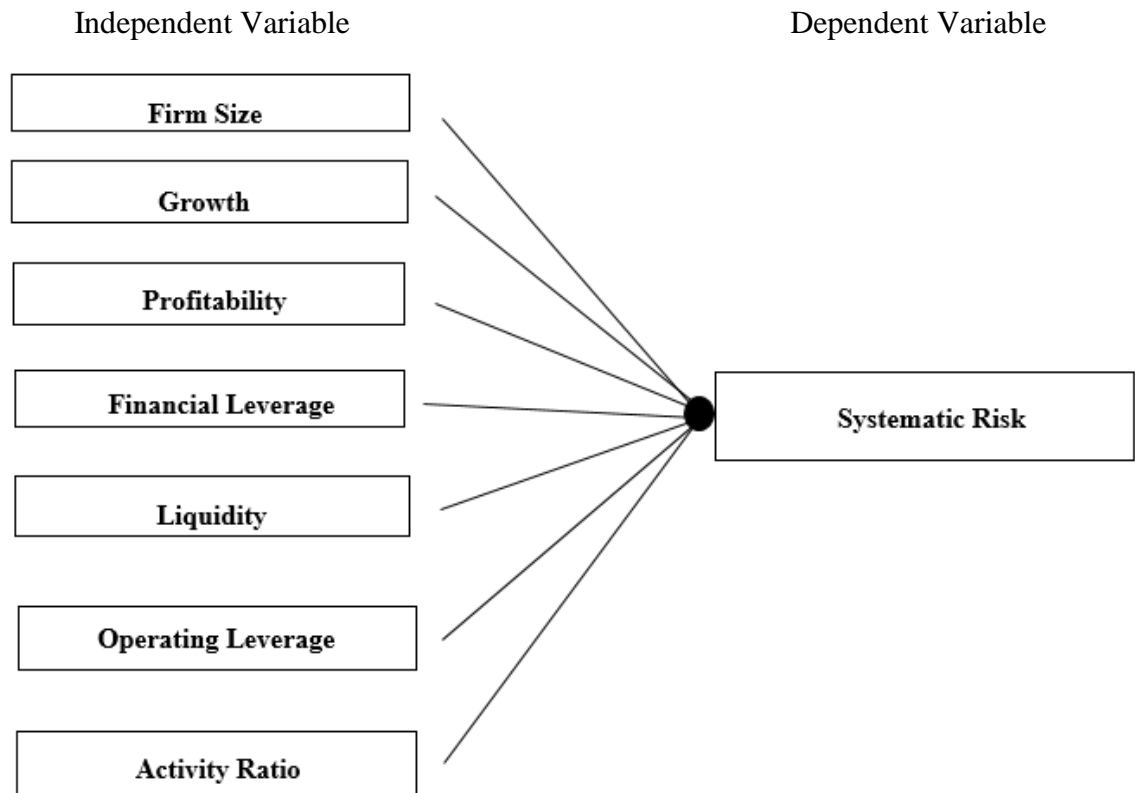 Independent Variable
Dependent Variable
Firm Size
Growth
Profitability
Financial Leverage
Systematic Risk
Liquidity
Operating Leverage
Activity Ratio